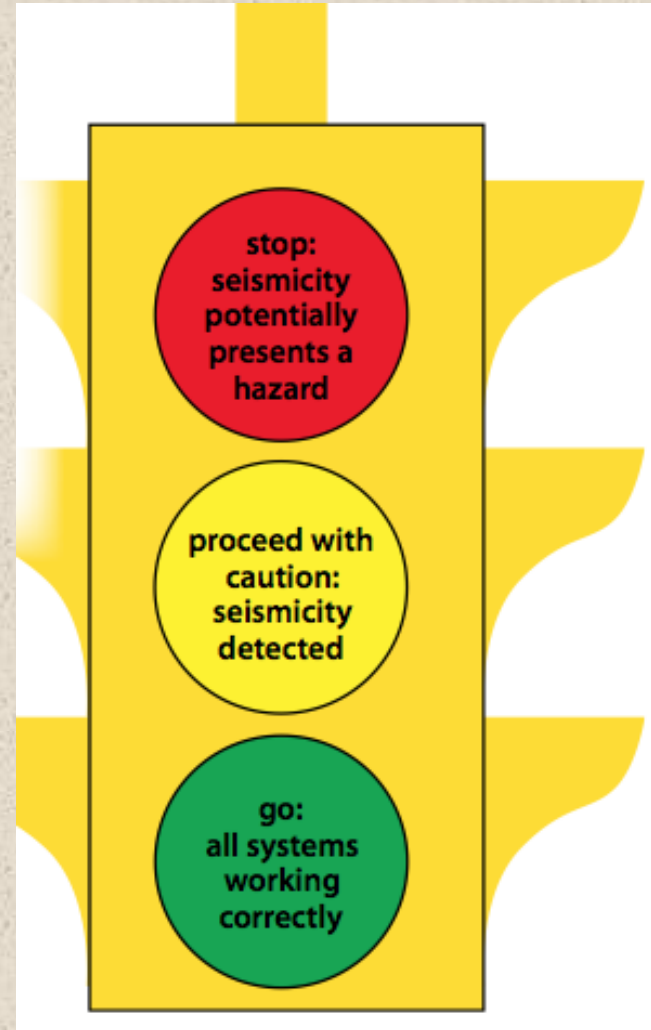 stop:
seismicity
potentially
presents a
hazard
proceed with
caution:
seismicity
detected
go:
all systems
working
correctly